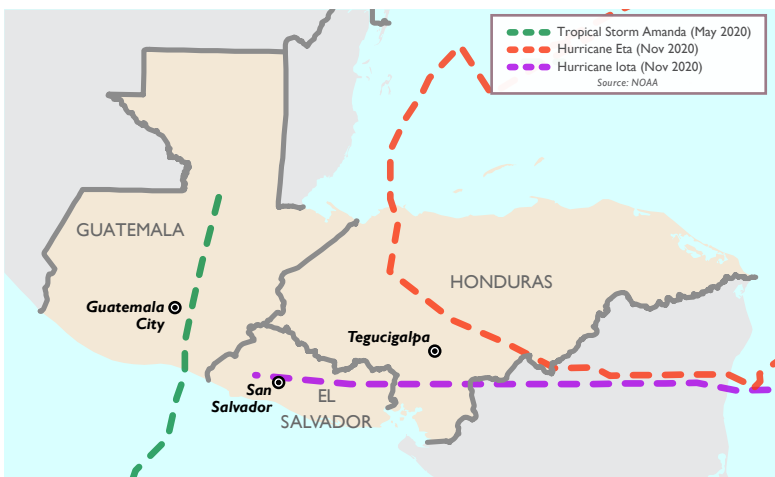 Tropical Storm Amanda (May 2020)
Hurricane Eta (Nov 2020)
Hurricane Iota (Nov 2020)
Source: NOAA
GUATEMALA
HONDURAS
Guatemala
City
Tegucigalpa
San
Salvador
EL
SALVADOR